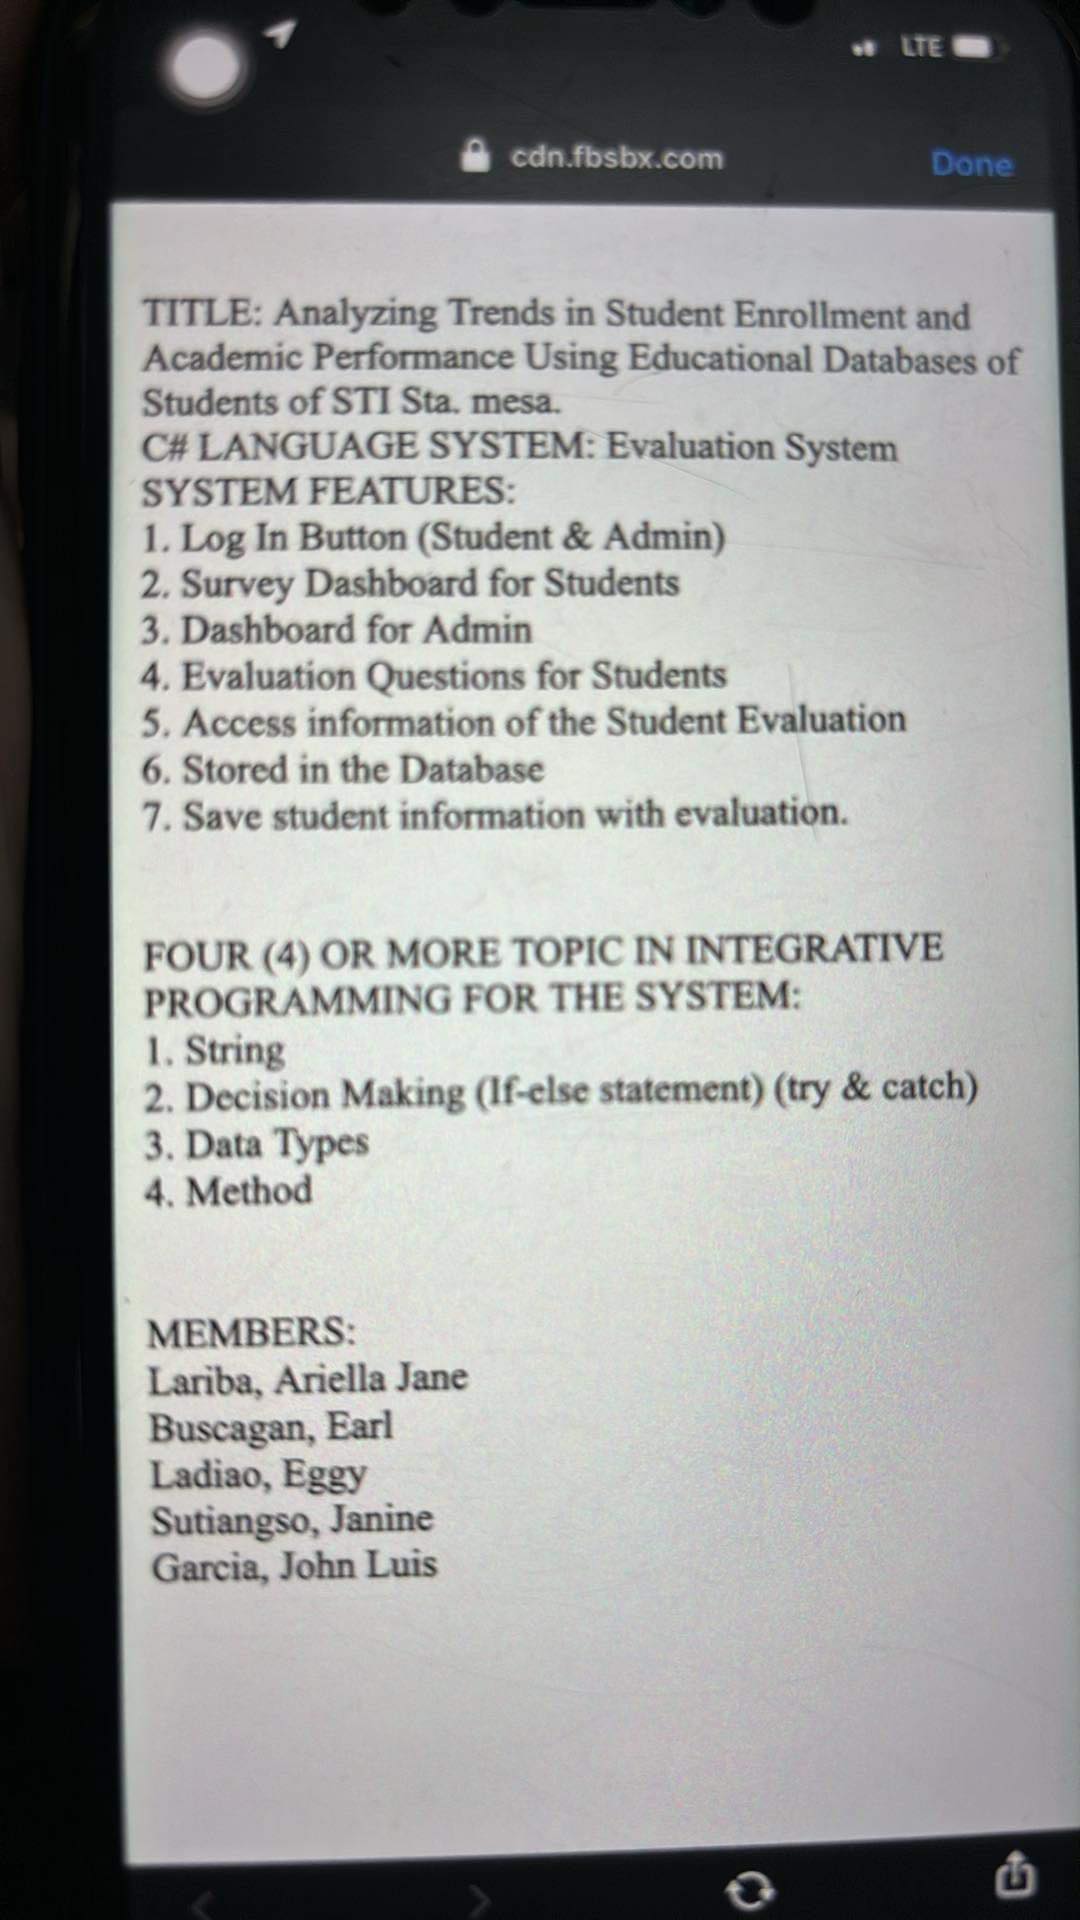 LTE
cdn.fbsbx.com
Done
TITLE: Analyzing Trends in Student Enrollment and
Academic Performance Using Educational Databases of
Students of STI Sta. mesa.
C# LANGUAGE SYSTEM: Evaluation System
SYSTEM FEATURES:
1. Log In Button (Student & Admin)
2. Survey Dashboard for Students
3. Dashboard for Admin
4. Evaluation Questions for Students
5. Access information of the Student Evaluation
6. Stored in the Database
7. Save student information with evaluation.
FOUR (4) OR MORE TOPIC IN INTEGRATIVE
PROGRAMMING FOR THE SYSTEM:
1. String
2. Decision Making (If-else statement) (try & catch)
3. Data Types
4. Method
MEMBERS:
Lariba, Ariella Jane
Buscagan, Earl
Ladiao, Eggy
Sutiangso, Janine
Garcia, John Luis